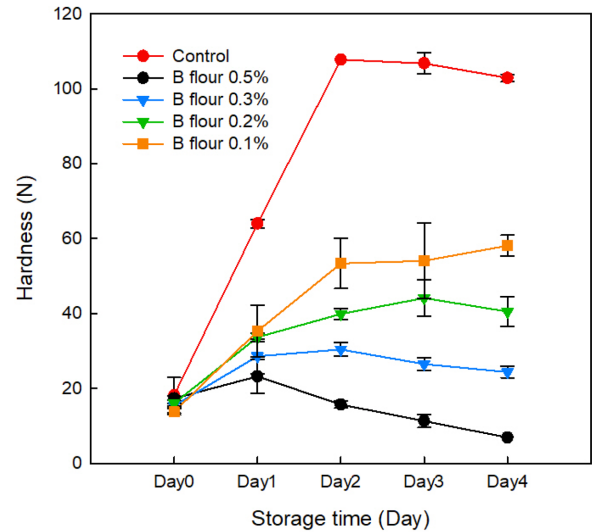 120
100
80
60
40
20
0
Hardness (N)
Control
B flour 0.5%
B flour 0.3%
B flour 0.2%
B flour 0.1%
Day0 Day1 Day2 Day3 Day4
Storage time (Day)